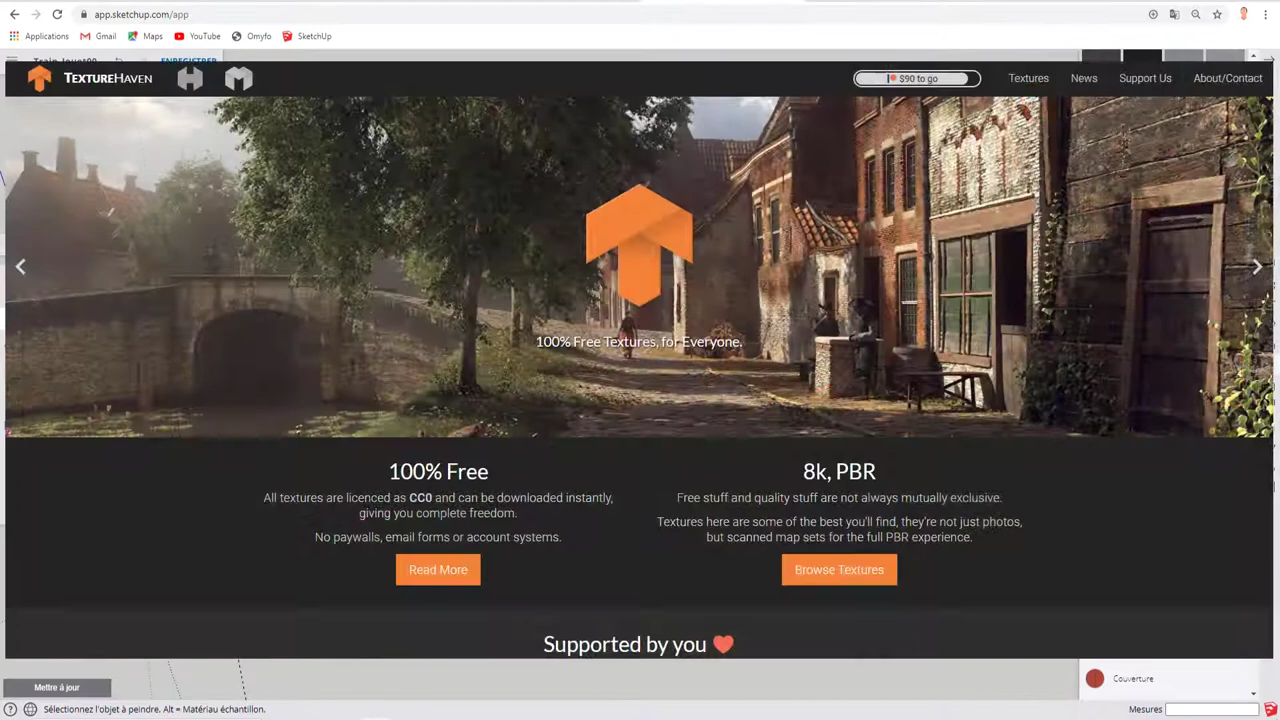 app.sketchup.com/app
Applications
Gmail
Maps
YouTube
Omyfo
SketchUp
TEXTUREHAVEN
$90 to go
Textures
News
Support Us
About/Contact
100% Free Textures, for Everyone.
100% Free
All textures are licenced as CC0 and can be downloaded instantly,
giving you complete freedom.
No paywalls, email forms or account systems.
Read More
8k, PBR
Free stuff and quality stuff are not always mutually exclusive.
Textures here are some of the best you'll find, they're not just photos,
but scanned map sets for the full PBR experience.
Browse Textures
Supported by you
Couverture
Mettre à jour
Sélectionnez l'objet à peindre. Alt = Matériau échantillon.
Mesures